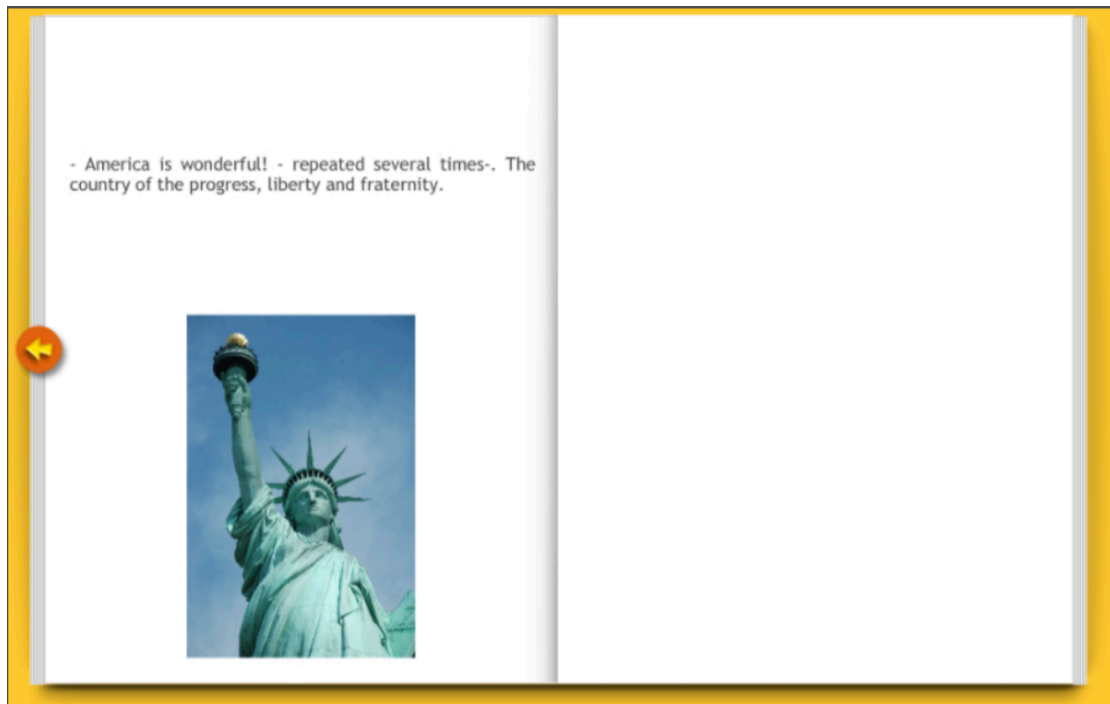 - America is wonderful! - repeated several times-. The
country of the progress, liberty and fraternity.